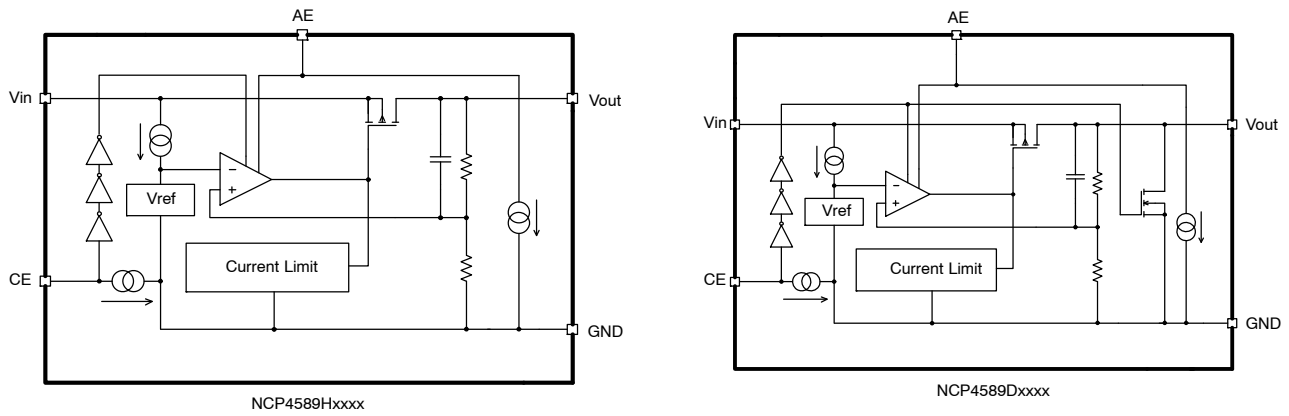 AE
Vin
Vout
−
+
Vref
Current Limit
CE
GND
NCP4589Hxxxx
AE
Vin
Vout
−
+
Vref
Current Limit
CE
GND
NCP4589Dxxxx